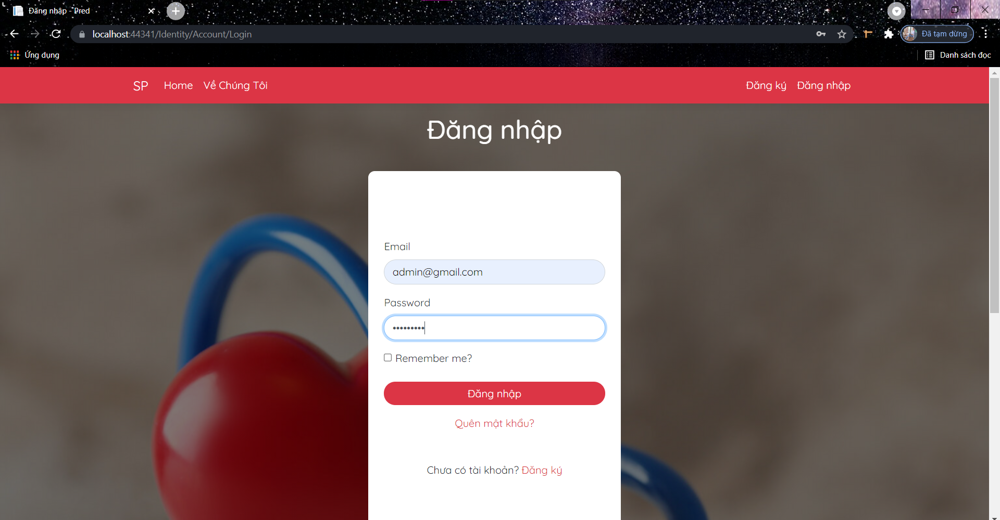 Đăng nhập - Pred
localhost:44341/Identity/Account/Login
Đã tạm dừng
Ứng dụng
Danh sách đọc
SP Home Về Chúng Tôi Đăng ký Đăng nhập
Đăng nhập
Email
admin@gmail.com
Password
•••••••••
Remember me?
Đăng nhập
Quên mật khẩu?
Chưa có tài khoản? Đăng ký